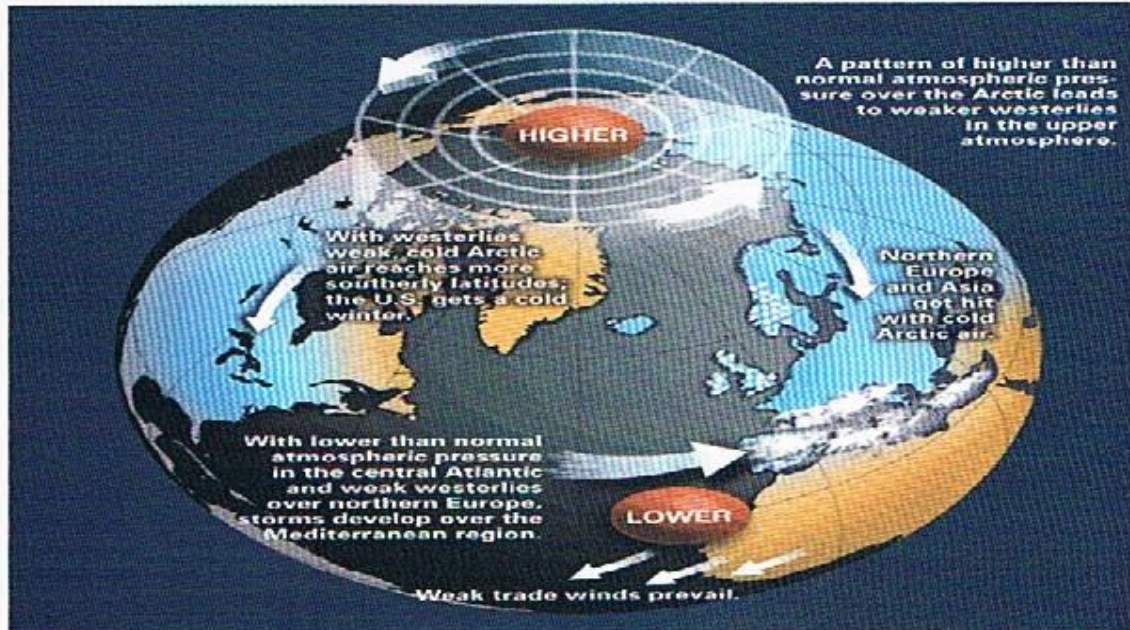 A pattern of higher than
normal atmospheric pres-
sure over the Arctic leads
to weaker westerlies
in the upper
atmosphere.
HIGHER
With westerlies
weak, cold Arctic
air reaches more
southerly latitudes;
the U.S. gets a cold
winter.
Northern
Europe
and Asia
get hit
with cold
Arctic air.
With lower than normal
atmospheric pressure
in the central Atlantic
and weak westerlies
over northern Europe,
storms develop over the
Mediterranean region.
LOWER
Weak trade winds prevail.